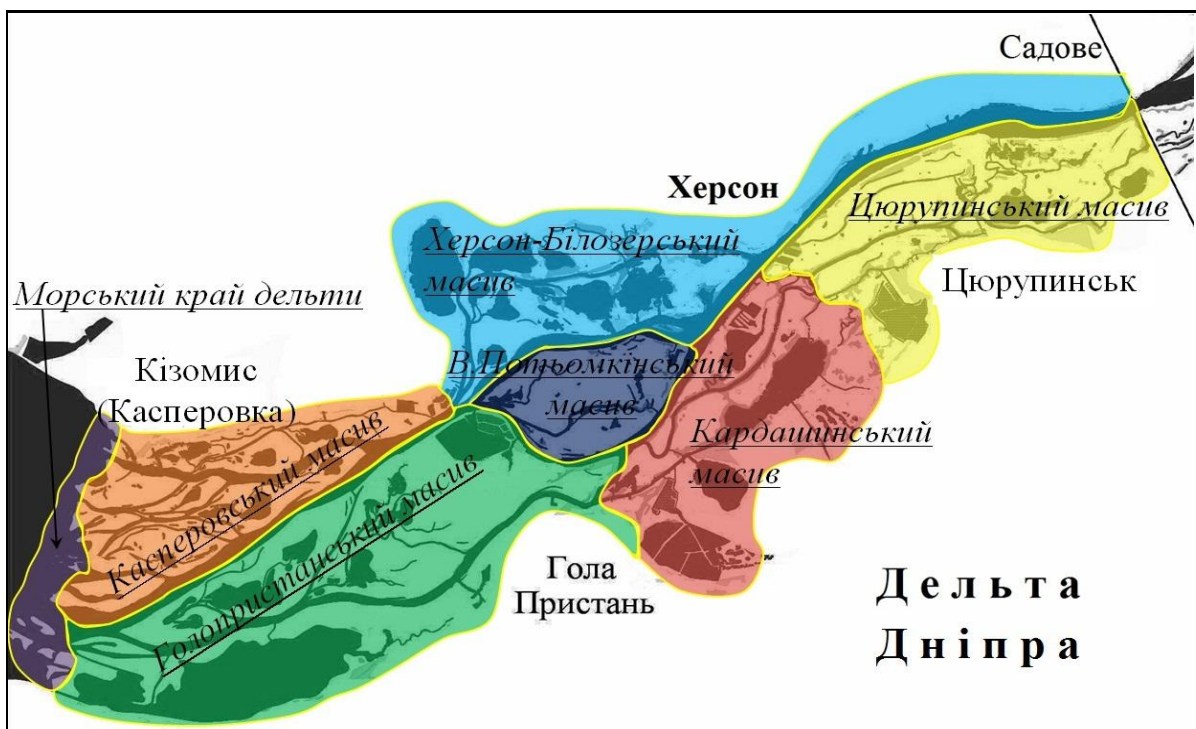 Садове
Херсон
Цюрупинський масив
Херсон-Білозерський
масив
Цюрупинськ
Морський край дельти
Кізомис
(Касперовка)
В.Потьомкінський
масив
Кардашинський
масив
Касперовський масив
Голопристанський масив
Гола
Пристань
Дельта
Дніпра